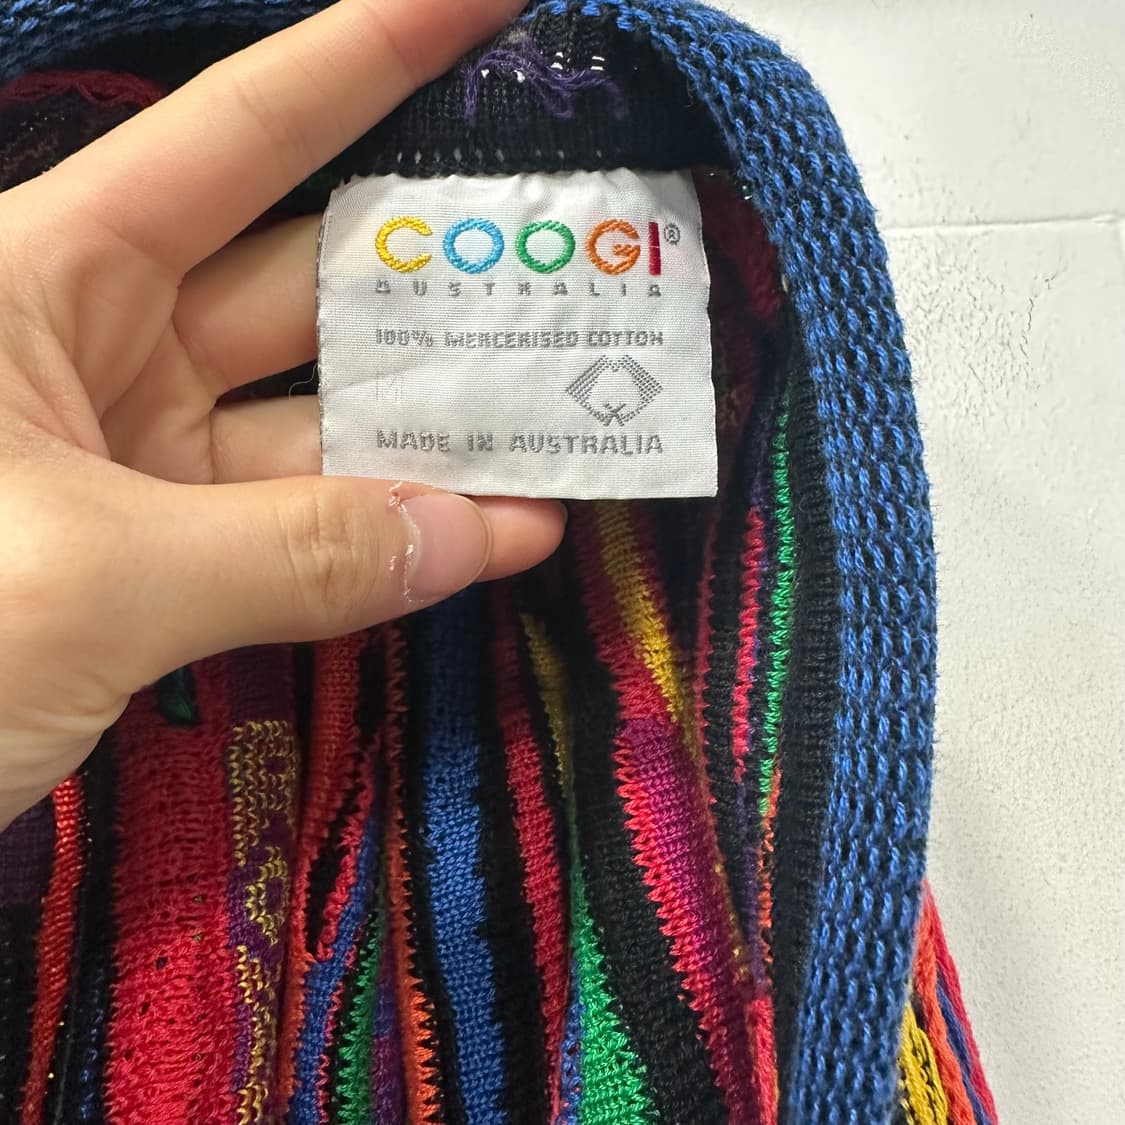 COOGI®
AUSTRALIA
100% MERCERISED COTTON
M
MADE IN AUSTRALIA